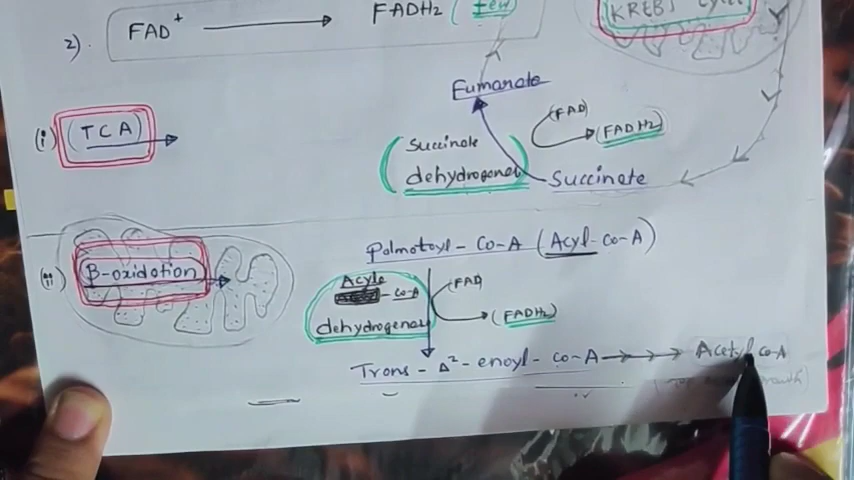 2). FAD⁺ → FADH₂ (few
KREBS cycle
Fumarate
(i) (TCA) →
(FAD)
(FADH₂)
(Succinate
dehydrogenase)
Succinate
(ii) β-oxidation →
Palmotoyl - Co-A (Acyl-Co-A)
Acyle
- Co-A
dehydrogenase
(FAD)
(FADH₂)
Trans - Δ² - enoyl - Co-A → → → Acetyl Co-A